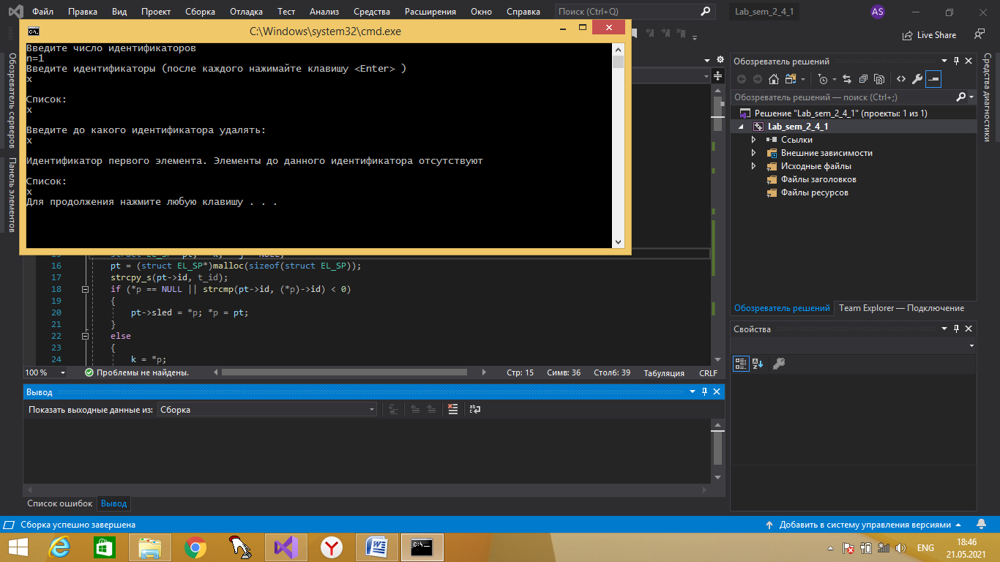 Файл Правка Вид Проект Сборка Отладка Тест Анализ Средства Расширения Окно Справка Поиск (Ctrl+Q) Lab_sem_2_4_1 AS
Live Share
C:\Windows\system32\cmd.exe
Введите число идентификаторов
n=1
Введите идентификаторы (после каждого нажимайте клавишу <Enter> )
x
Список:
x
Введите до какого идентификатора удалять:
x
Идентификатор первого элемента. Элементы до данного идентификатора отсутствуют
Список:
x
Для продолжения нажмите любую клавишу . . .
Обозреватель серверов
Панель элементов
16 pt = (struct EL_SP*)malloc(sizeof(struct EL_SP));
17 strcpy_s(pt->id, t_id);
18 if (*p == NULL || strcmp(pt->id, (*p)->id) < 0)
19 {
20 pt->sled = *p; *p = pt;
21 }
22 else
23 {
24 k = *p;
100 % Проблемы не найдены. Стр: 15 Симв: 36 Столб: 39 Табуляция CRLF
Вывод
Показать выходные данные из: Сборка
Список ошибок Вывод
Обозреватель решений
Обозреватель решений — поиск (Ctrl+;)
Решение "Lab_sem_2_4_1" (проекты: 1 из 1)
Lab_sem_2_4_1
Ссылки
Внешние зависимости
Исходные файлы
Файлы заголовков
Файлы ресурсов
Обозреватель решений Team Explorer — Подключение
Свойства
Средства диагностики
Сборка успешно завершена Добавить в систему управления версиями
ENG
18:46
21.05.2021